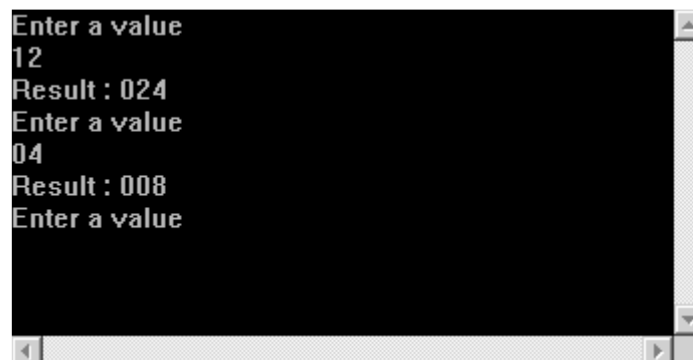 Enter a value
12
Result : 024
Enter a value
04
Result : 008
Enter a value